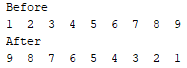 Before
1 2 3 4 5 6 7 8 9
After
9 8 7 6 5 4 3 2 1